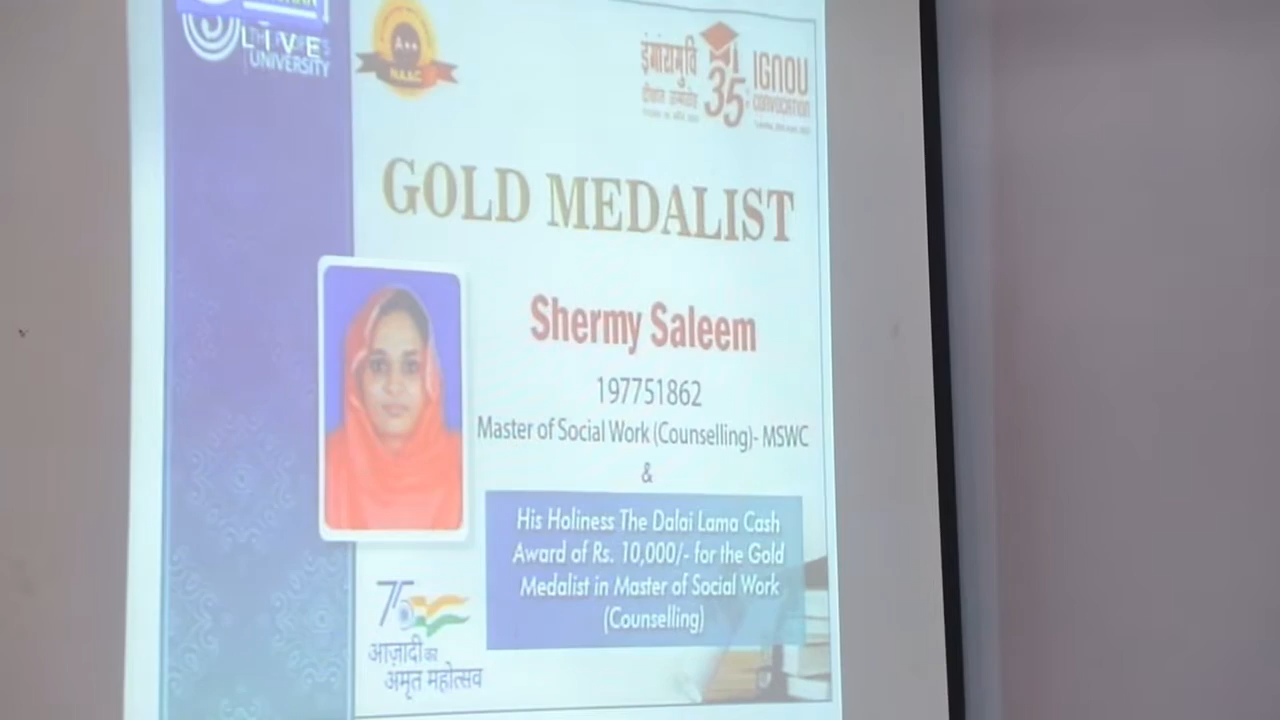 LIVE
UNIVERSITY
A++
NAAC
इंगांरामुवि
दीक्षांत समारोह
35
IGNOU
CONVOCATION
GOLD MEDALIST
Shermy Saleem
197751862
Master of Social Work (Counselling)- MSWC
&
His Holiness The Dalai Lama Cash
Award of Rs. 10,000/- for the Gold
Medalist in Master of Social Work
(Counselling)
75
आज़ादी का
अमृत महोत्सव